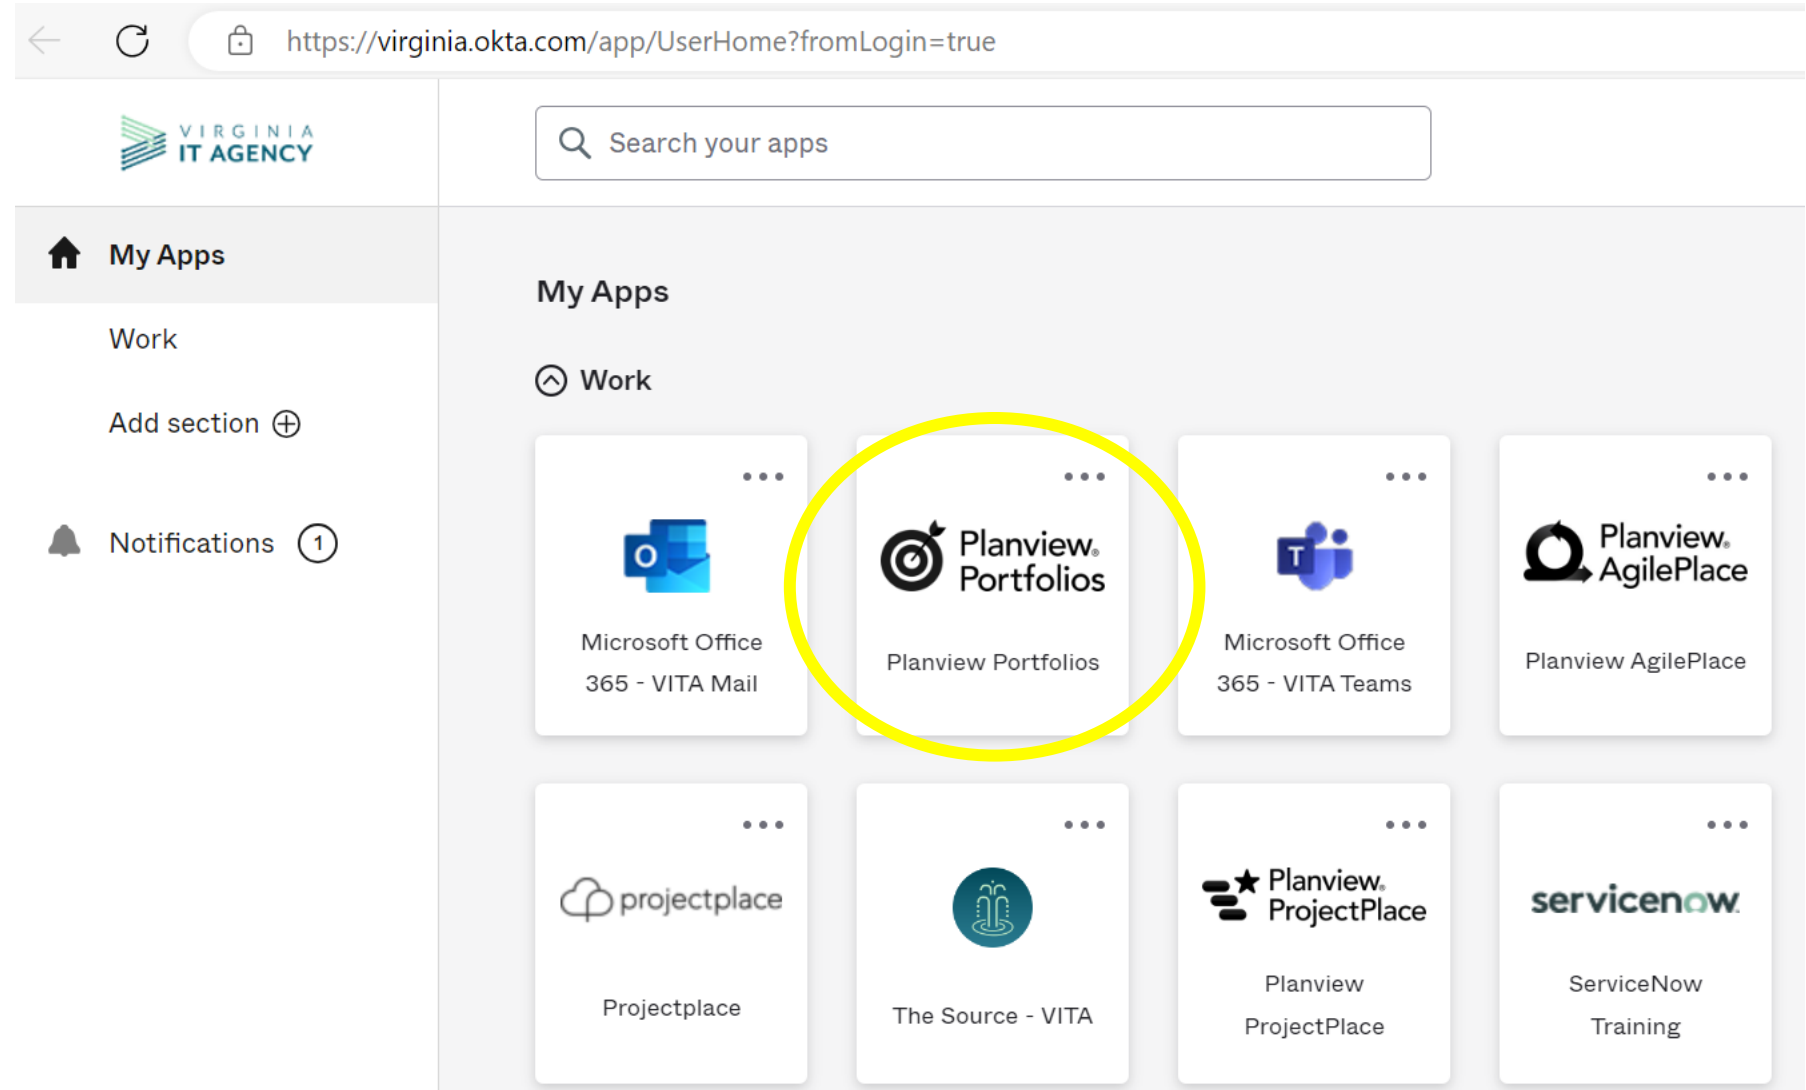 https://virginia.okta.com/app/UserHome?fromLogin=true
VIRGINIA
IT AGENCY
Search your apps
My Apps
Work
Add section
Notifications 1
My Apps
Work
O
Microsoft Office
365 - VITA Mail
Planview®
Portfolios
Planview Portfolios
T
Microsoft Office
365 - VITA Teams
Planview®
AgilePlace
Planview AgilePlace
projectplace
Projectplace
The Source - VITA
Planview®
ProjectPlace
Planview
ProjectPlace
servicenow
ServiceNow
Training